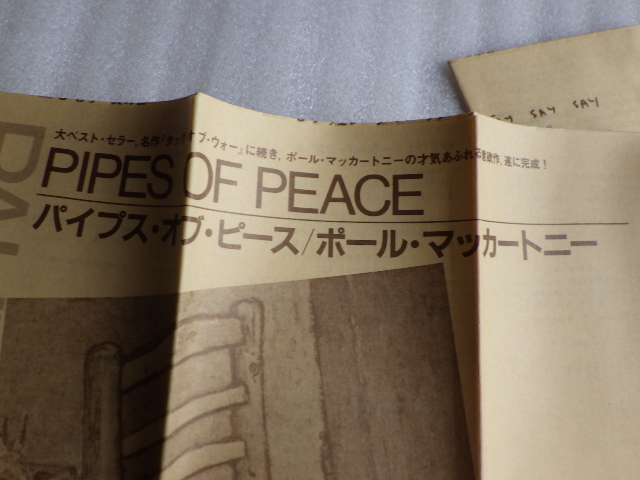 SAY SAY
大ベスト・セラー,名作『タッグ・オブ・ウォー』に続き,ポール・マッカートニーの才気あふれる意欲作,遂に完成!
PIPES OF PEACE
パイプス・オブ・ピース/ポール・マッカートニー